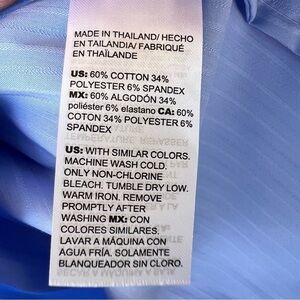 MADE IN THAILAND/ HECHO
EN TAILANDIA/ FABRIQUÉ
EN THAÏLANDE
US: 60% COTTON 34%
POLYESTER 6% SPANDEX
MX: 60% ALGODÓN 34%
poliéster 6% elastico CA: 60%
COTON 34% POLYESTER 6%
SPANDEX
US: WITH SIMILAR COLORS.
MACHINE WASH COLD.
ONLY NON-CHLORINE
BLEACH. TUMBLE DRY LOW.
WARM IRON. REMOVE
PROMPTLY AFTER
WASHING MX: CON
COLORES SIMILARES.
LAVAR A MÁQUINA CON
AGUA FRÍA. SOLAMENTE
BLANQUEADOR SIN CLORO.